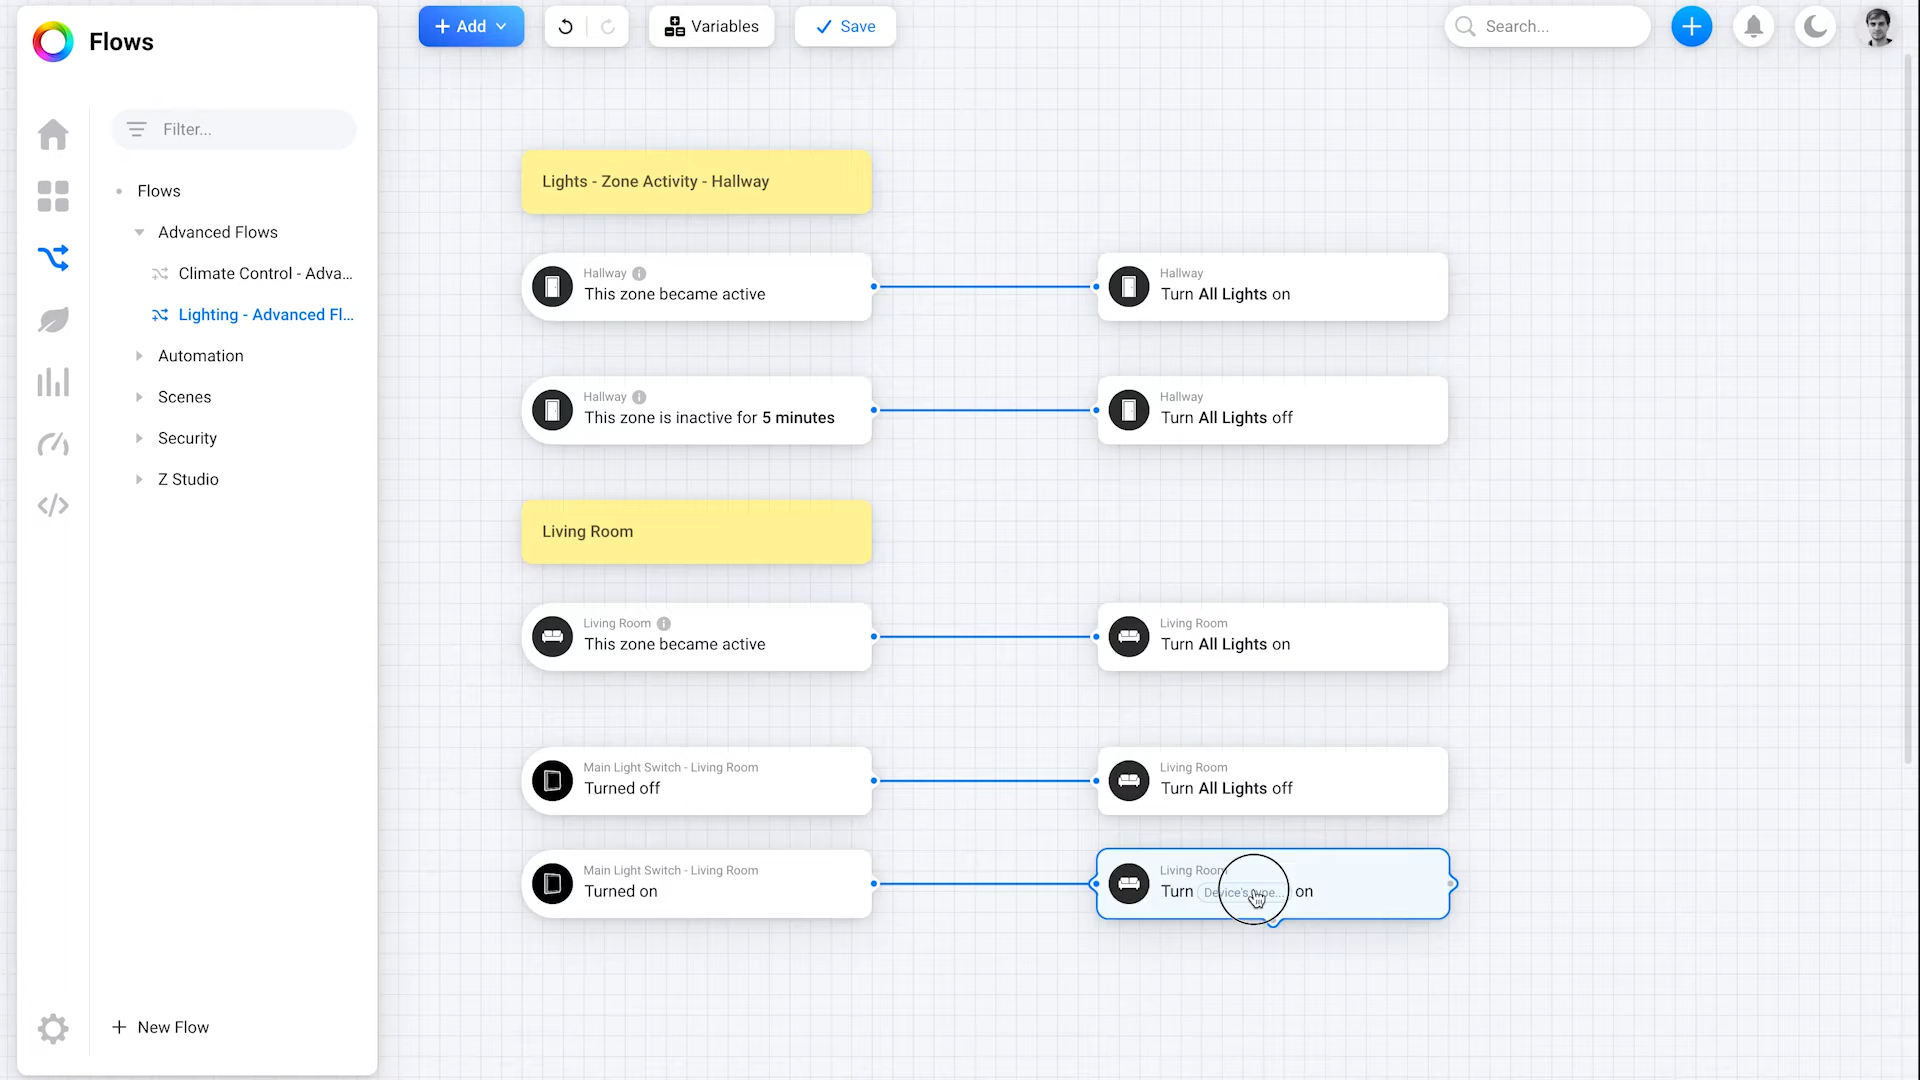 Flows
Add
Variables
Save
Search...
Filter...
Flows
Advanced Flows
Climate Control - Adva...
Lighting - Advanced Fl...
Automation
Scenes
Security
Z Studio
New Flow
Lights - Zone Activity - Hallway
Hallway
This zone became active
Hallway
Turn All Lights on
Hallway
This zone is inactive for 5 minutes
Hallway
Turn All Lights off
Living Room
Living Room
This zone became active
Living Room
Turn All Lights on
Main Light Switch - Living Room
Turned off
Living Room
Turn All Lights off
Main Light Switch - Living Room
Turned on
Living Room
Turn Device's type... on